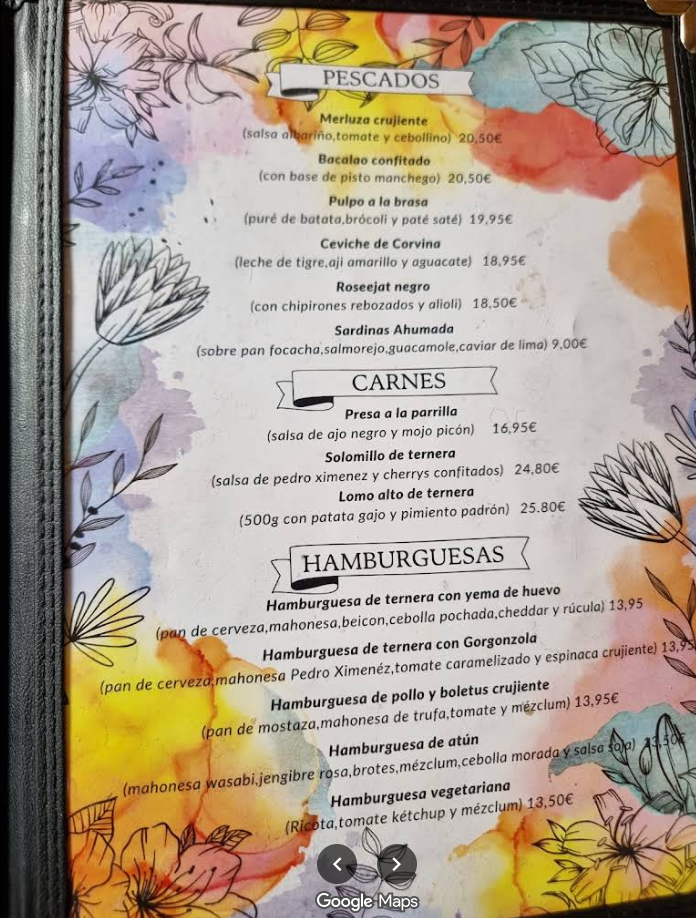 PESCADOS
Merluza crujiente
(salsa albariño,tomate y cebollino) 20,50€
Bacalao confitado
(con base de pisto manchego) 20,50€
Pulpo a la brasa
(puré de batata,brócoli y paté saté) 19,95€
Ceviche de Corvina
(leche de tigre,aji amarillo y aguacate) 18,95€
Roseejat negro
(con chipirones rebozados y alioli) 18,50€
Sardinas Ahumada
(sobre pan focacha,salmorejo,guacamole,caviar de lima) 9,00€
CARNES
Presa a la parrilla
(salsa de ajo negro y mojo picón) 16,95€
Solomillo de ternera
(salsa de pedro ximenez y cherrys confitados) 24,80€
Lomo alto de ternera
(500g con patata gajo y pimiento padrón) 25.80€
HAMBURGUESAS
Hamburguesa de ternera con yema de huevo
(pan de cerveza,mahonesa,beicon,cebolla pochada,cheddar y rúcula) 13,95
Hamburguesa de ternera con Gorgonzola
(pan de cerveza,mahonesa Pedro Ximenéz,tomate caramelizado y espinaca crujiente) 13,95
Hamburguesa de pollo y boletus crujiente
(pan de mostaza,mahonesa de trufa,tomate y mézclum) 13,95€
Hamburguesa de atún
(mahonesa wasabi,jengibre rosa,brotes,mézclum,cebolla morada y salsa soja) 13,50€
Hamburguesa vegetariana
(Ricota,tomate kétchup y mézclum) 13,50€
Google Maps